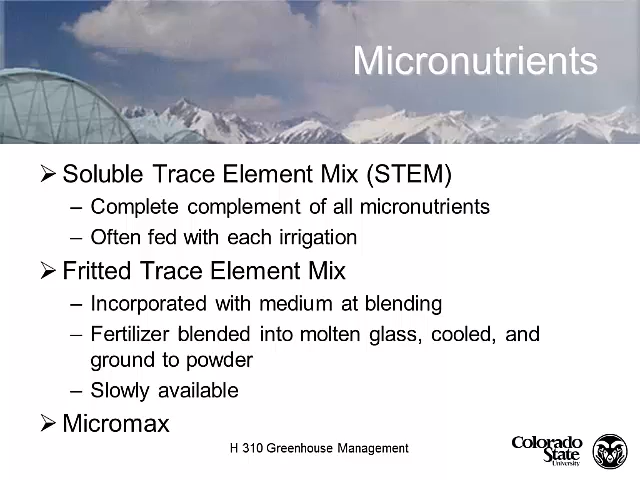 Micronutrients
➢ Soluble Trace Element Mix (STEM)
– Complete complement of all micronutrients
– Often fed with each irrigation
➢ Fritted Trace Element Mix
– Incorporated with medium at blending
– Fertilizer blended into molten glass, cooled, and
ground to powder
– Slowly available
➢ Micromax
H 310 Greenhouse Management
Colorado
State
University